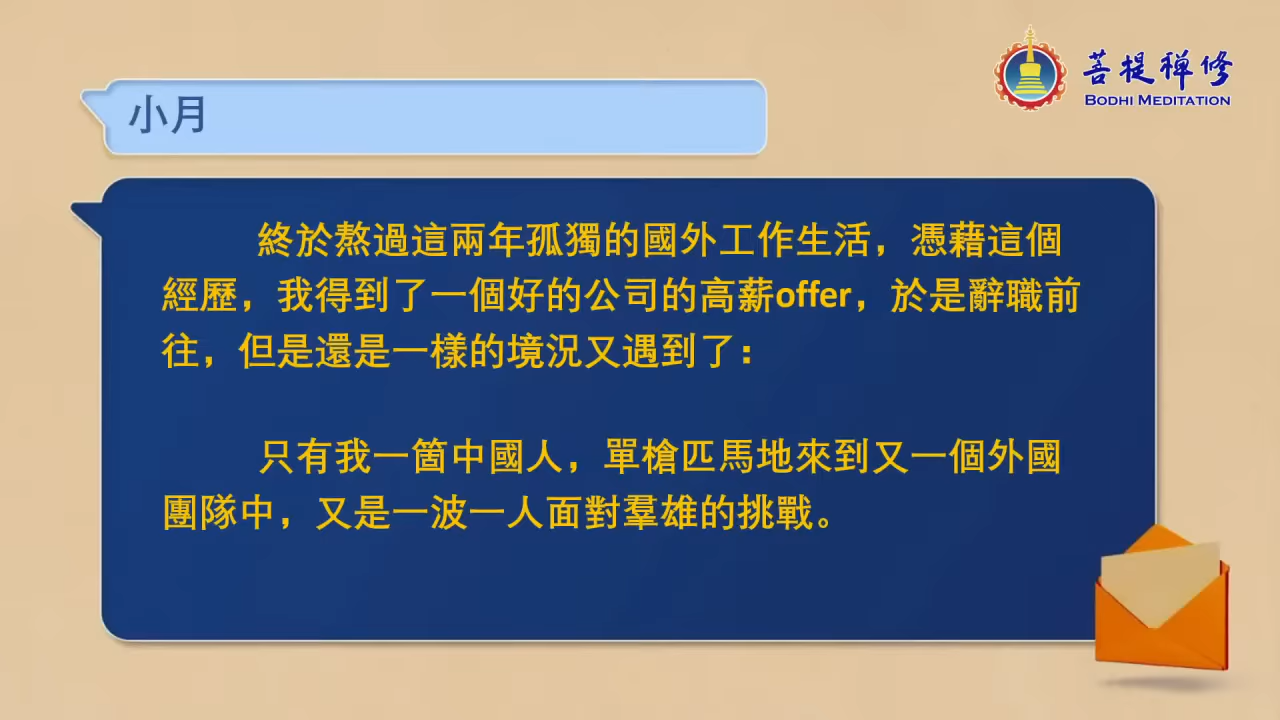 菩提禪修
BODHI MEDITATION
小月
終於熬過這兩年孤獨的國外工作生活，憑藉這個
經歷，我得到了一個好的公司的高薪offer，於是辭職前
往，但是還是一樣的境況又遇到了：
只有我一箇中國人，單槍匹馬地來到又一個外國
團隊中，又是一波一人面對羣雄的挑戰。